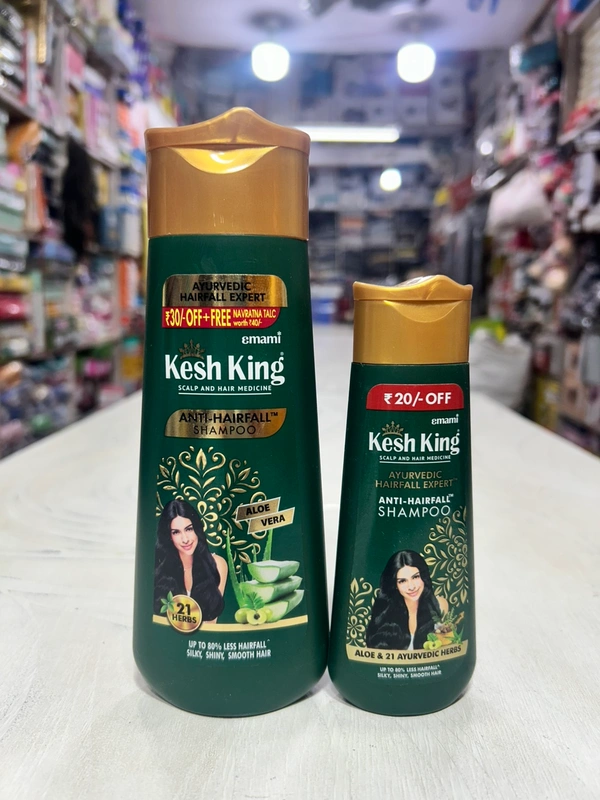 AYURVEDIC
HAIRFALL EXPERT
₹30/-OFF+FREE NAVRATNA TALC
worth ₹40/-
emami
Kesh King®
SCALP AND HAIR MEDICINE
ANTI-HAIRFALL™
SHAMPOO
ALOE
VERA
21
HERBS
UP TO 80% LESS HAIRFALL
SILKY, SHINY, SMOOTH HAIR
₹20/- OFF
emami
Kesh King®
SCALP AND HAIR MEDICINE
AYURVEDIC
HAIRFALL EXPERT™
ANTI-HAIRFALL™
SHAMPOO
ALOE & 21 AYURVEDIC HERBS
UP TO 80% LESS HAIRFALL
SILKY, SHINY, SMOOTH HAIR